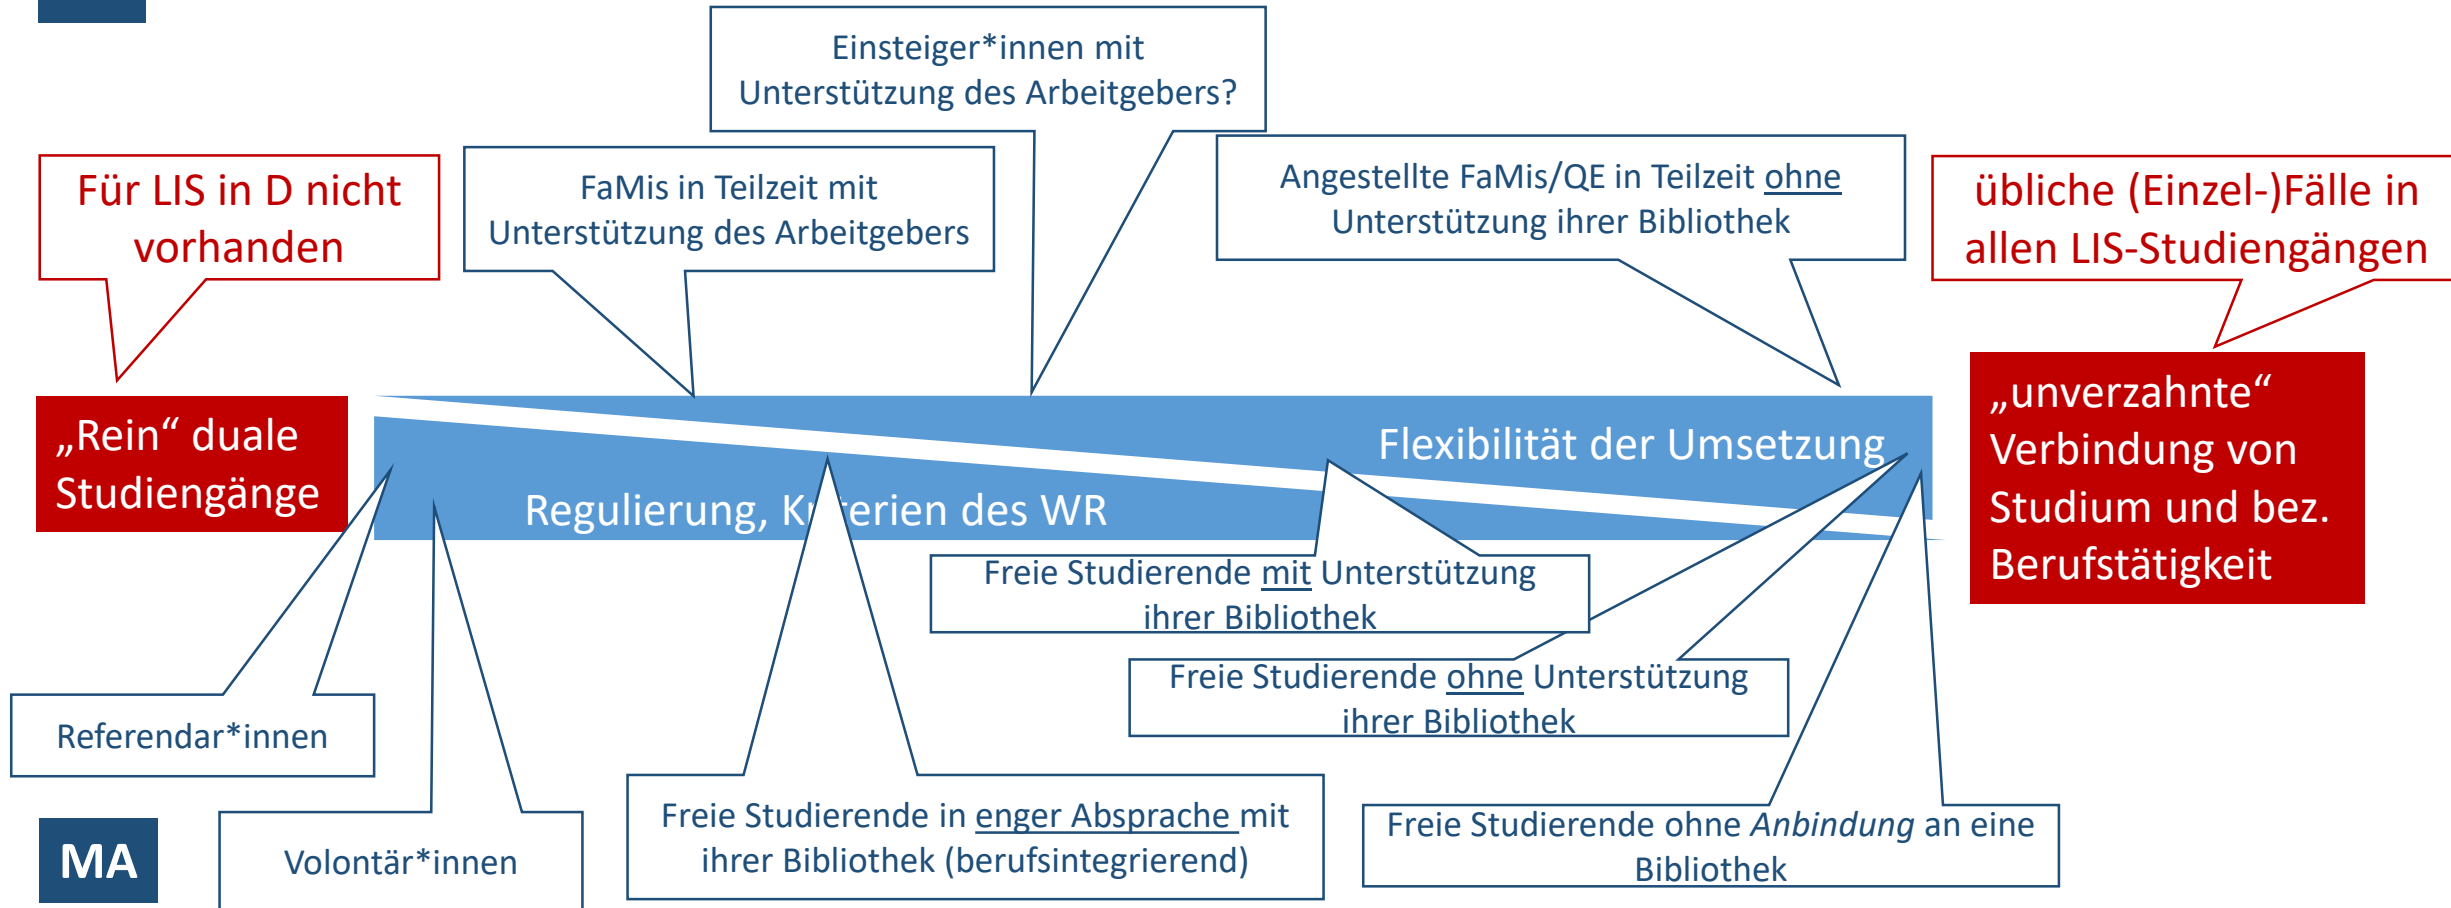 Einsteiger*innen mit
Unterstützung des Arbeitgebers?
Für LIS in D nicht
vorhanden
FaMis in Teilzeit mit
Unterstützung des Arbeitgebers
Angestellte FaMis/QE in Teilzeit ohne
Unterstützung ihrer Bibliothek
übliche (Einzel-)Fälle in
allen LIS-Studiengängen
„Rein“ duale
Studiengänge
Flexibilität der Umsetzung
Regulierung, Kriterien des WR
„unverzahnte“
Verbindung von
Studium und bez.
Berufstätigkeit
Freie Studierende mit Unterstützung
ihrer Bibliothek
Freie Studierende ohne Unterstützung
ihrer Bibliothek
Referendar*innen
MA
Volontär*innen
Freie Studierende in enger Absprache mit
ihrer Bibliothek (berufsintegrierend)
Freie Studierende ohne Anbindung an eine
Bibliothek